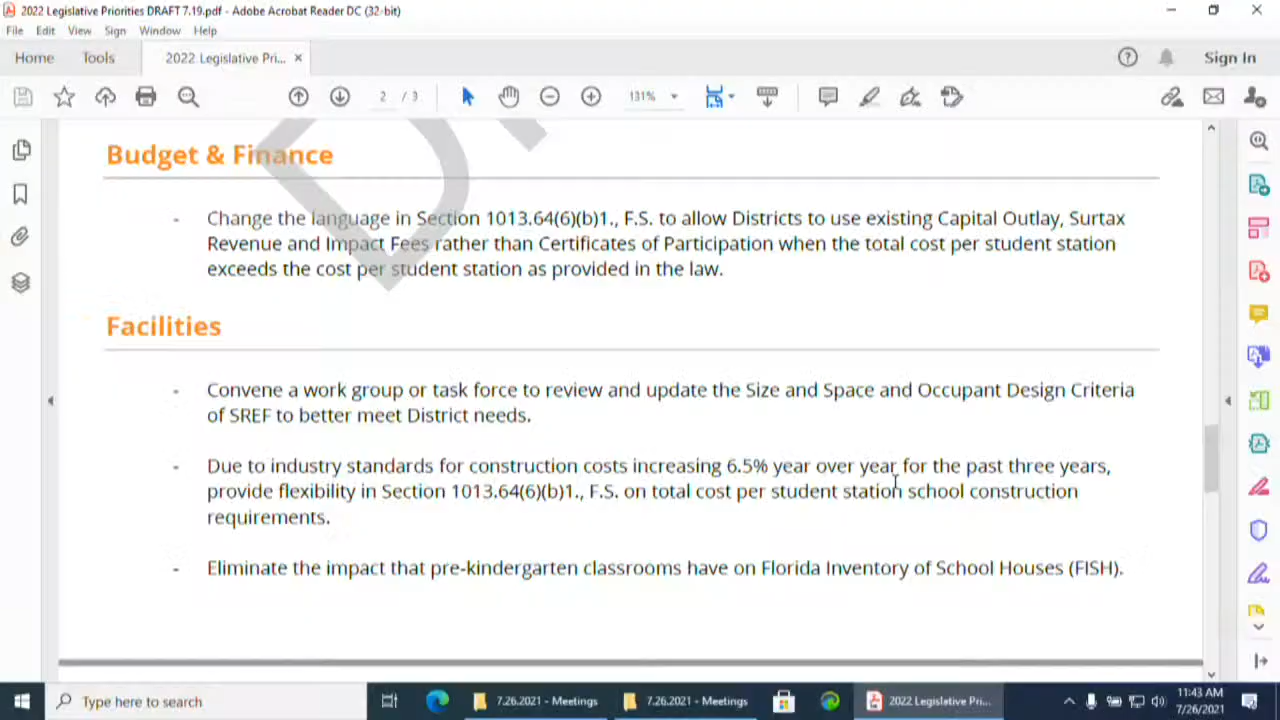 2022 Legislative Priorities DRAFT 7.19.pdf - Adobe Acrobat Reader DC (32-bit)
File Edit View Sign Window Help
Home Tools 2022 Legislative Pri... × Sign In
2 / 3 131%
Budget & Finance
- Change the language in Section 1013.64(6)(b)1., F.S. to allow Districts to use existing Capital Outlay, Surtax
Revenue and Impact Fees rather than Certificates of Participation when the total cost per student station
exceeds the cost per student station as provided in the law.
Facilities
- Convene a work group or task force to review and update the Size and Space and Occupant Design Criteria
of SREF to better meet District needs.
- Due to industry standards for construction costs increasing 6.5% year over year for the past three years,
provide flexibility in Section 1013.64(6)(b)1., F.S. on total cost per student station school construction
requirements.
- Eliminate the impact that pre-kindergarten classrooms have on Florida Inventory of School Houses (FISH).
Type here to search 7.26.2021 - Meetings 7.26.2021 - Meetings 2022 Legislative Pri... 11:43 AM
7/26/2021